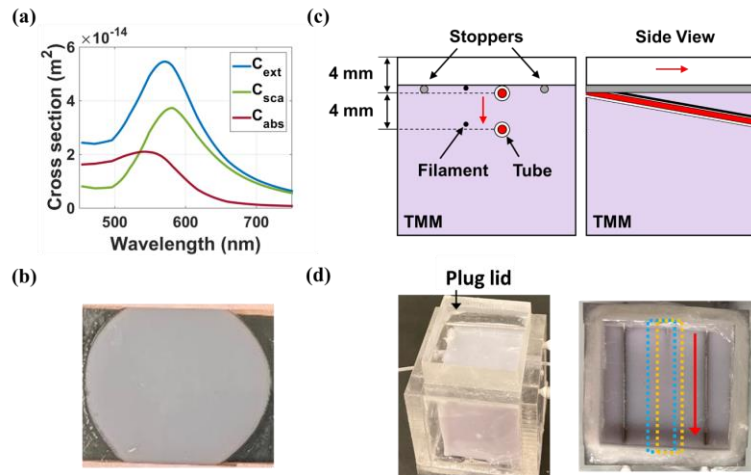 (a)
×10⁻¹⁴
6
4
2
0
Cross section (m²)
C_ext
C_sca
C_abs
500 600 700
Wavelength (nm)
(b)
(c)
Stoppers
Side View
4 mm
4 mm
Filament
Tube
TMM
TMM
(d)
Plug lid